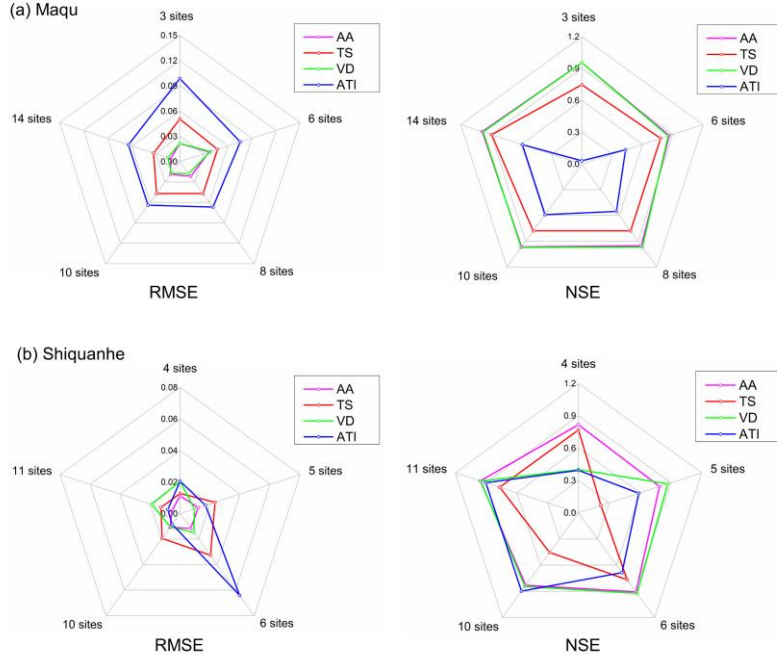 (a) Maqu
3 sites
0.15
0.12
0.09
0.06
0.03
0.00
AA
TS
VD
ATI
14 sites
6 sites
10 sites
8 sites
RMSE
3 sites
1.2
0.9
0.6
0.3
0.0
AA
TS
VD
ATI
14 sites
6 sites
10 sites
8 sites
NSE
(b) Shiquanhe
4 sites
0.08
0.06
0.04
0.02
0.00
AA
TS
VD
ATI
11 sites
5 sites
10 sites
6 sites
RMSE
4 sites
1.2
0.9
0.6
0.3
0.0
AA
TS
VD
ATI
11 sites
5 sites
10 sites
6 sites
NSE